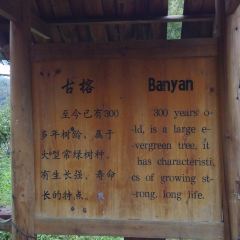 古榕
至今已有300
多年树龄、属于
大型常绿树种、
有生长强、寿命
长的特点。
Banyan
300 years o-
ld, is a large e-
vergreen tree, it
has characteristi-
cs of growing st-
rong, long life.